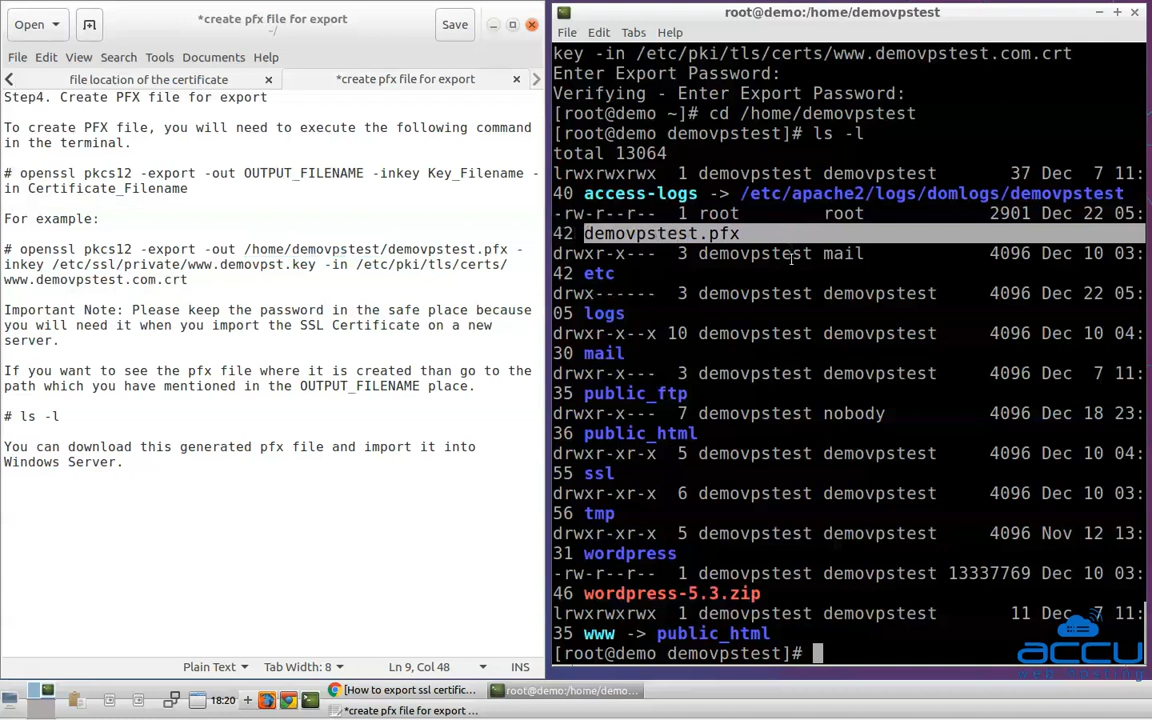 Open
*create pfx file for export
~/
Save
File Edit View Search Tools Documents Help
file location of the certificate
*create pfx file for export
Step4. Create PFX file for export
To create PFX file, you will need to execute the following command
in the terminal.
# openssl pkcs12 -export -out OUTPUT_FILENAME -inkey Key_Filename -
in Certificate_Filename
For example:
# openssl pkcs12 -export -out /home/demovpstest/demovpstest.pfx -
inkey /etc/ssl/private/www.demovpst.key -in /etc/pki/tls/certs/
www.demovpstest.com.crt
Important Note: Please keep the password in the safe place because
you will need it when you import the SSL Certificate on a new
server.
If you want to see the pfx file where it is created than go to the
path which you have mentioned in the OUTPUT_FILENAME place.
# ls -l
You can download this generated pfx file and import it into
Windows Server.
Plain Text Tab Width: 8 Ln 9, Col 48 INS
root@demo:/home/demovpstest
File Edit Tabs Help
key -in /etc/pki/tls/certs/www.demovpstest.com.crt
Enter Export Password:
Verifying - Enter Export Password:
[root@demo ~]# cd /home/demovpstest
[root@demo demovpstest]# ls -l
total 13064
lrwxrwxrwx 1 demovpstest demovpstest 37 Dec 7 11:
40 access-logs -> /etc/apache2/logs/domlogs/demovpstest
-rw-r--r-- 1 root root 2901 Dec 22 05:
42 demovpstest.pfx
drwxr-x--- 3 demovpstest mail 4096 Dec 10 03:
42 etc
drwx------ 3 demovpstest demovpstest 4096 Dec 22 05:
05 logs
drwxr-x--x 10 demovpstest demovpstest 4096 Dec 10 04:
30 mail
drwxr-x--- 3 demovpstest demovpstest 4096 Dec 7 11:
35 public_ftp
drwxr-x--- 7 demovpstest nobody 4096 Dec 18 23:
36 public_html
drwxr-xr-x 5 demovpstest demovpstest 4096 Dec 10 04:
55 ssl
drwxr-xr-x 6 demovpstest demovpstest 4096 Dec 10 03:
56 tmp
drwxr-xr-x 5 demovpstest demovpstest 4096 Nov 12 13:
31 wordpress
-rw-r--r-- 1 demovpstest demovpstest 13337769 Dec 10 03:
46 wordpress-5.3.zip
lrwxrwxrwx 1 demovpstest demovpstest 11 Dec 7 11:
35 www -> public_html
[root@demo demovpstest]#
accu
web hosting
18:20
[How to export ssl certific...
root@demo:/home/demo...
*create pfx file for export ...